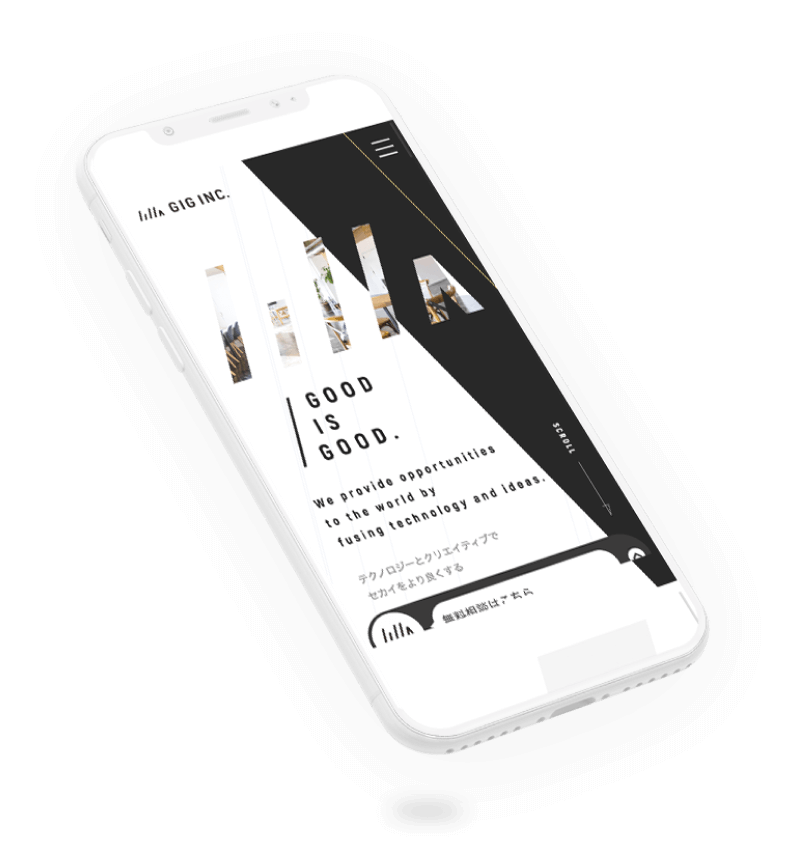 GIG INC.
GOOD
IS
GOOD.
We provide opportunities
to the world by
fusing technology and ideas.
SCROLL
テクノロジーとクリエイティブで
セカイをより良くする
無料相談はこちら